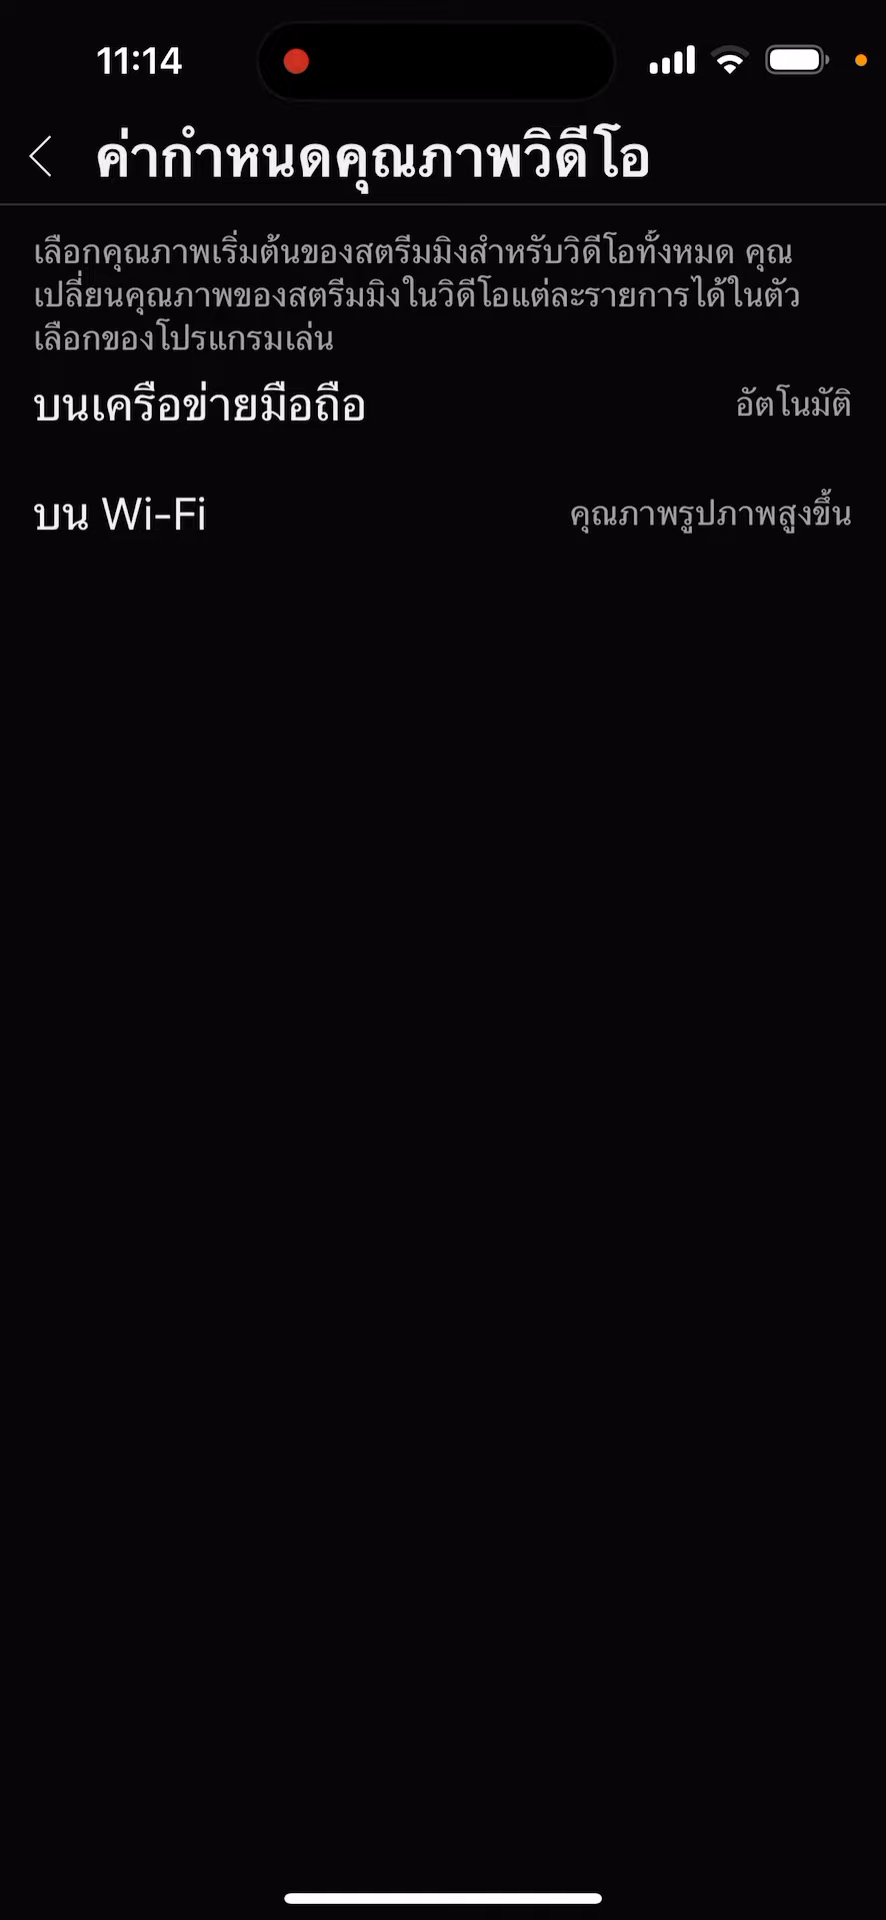 11:14
ค่ากำหนดคุณภาพวิดีโอ
เลือกคุณภาพเริ่มต้นของสตรีมมิงสำหรับวิดีโอทั้งหมด คุณ
เปลี่ยนคุณภาพของสตรีมมิงในวิดีโอแต่ละรายการได้ในตัว
เลือกของโปรแกรมเล่น
บนเครือข่ายมือถือ อัตโนมัติ
บน Wi-Fi คุณภาพรูปภาพสูงขึ้น